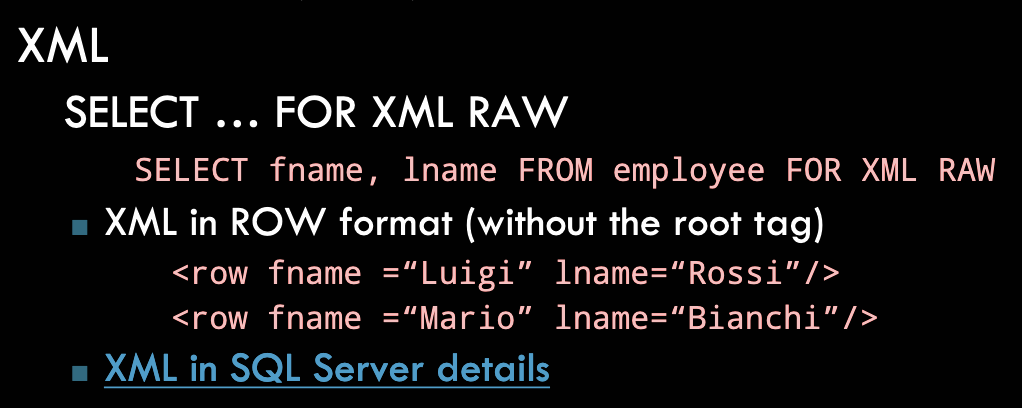 XML
SELECT … FOR XML RAW
SELECT fname, lname FROM employee FOR XML RAW
■ XML in ROW format (without the root tag)
<row fname =“Luigi” lname=“Rossi”/>
<row fname =“Mario” lname=“Bianchi”/>
■ XML in SQL Server details